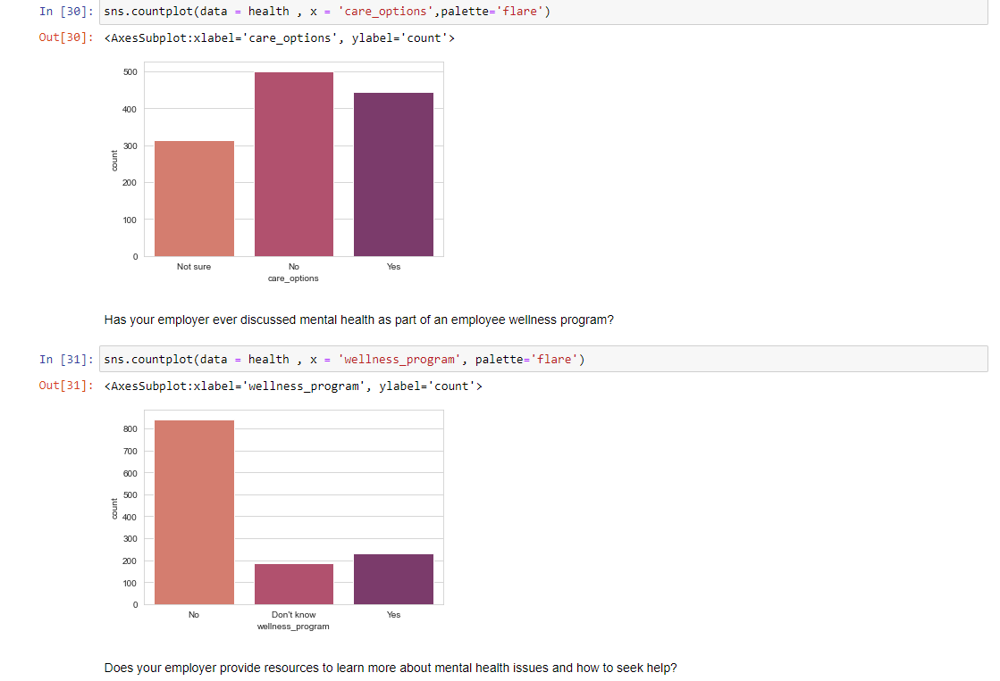 In [30]: sns.countplot(data = health , x = 'care_options',palette='flare')
Out[30]: <AxesSubplot:xlabel='care_options', ylabel='count'>
500
400
300
200
100
0
count
Not sure No Yes
care_options
Has your employer ever discussed mental health as part of an employee wellness program?
In [31]: sns.countplot(data = health , x = 'wellness_program', palette='flare')
Out[31]: <AxesSubplot:xlabel='wellness_program', ylabel='count'>
800
700
600
500
400
300
200
100
0
count
No Don't know Yes
wellness_program
Does your employer provide resources to learn more about mental health issues and how to seek help?